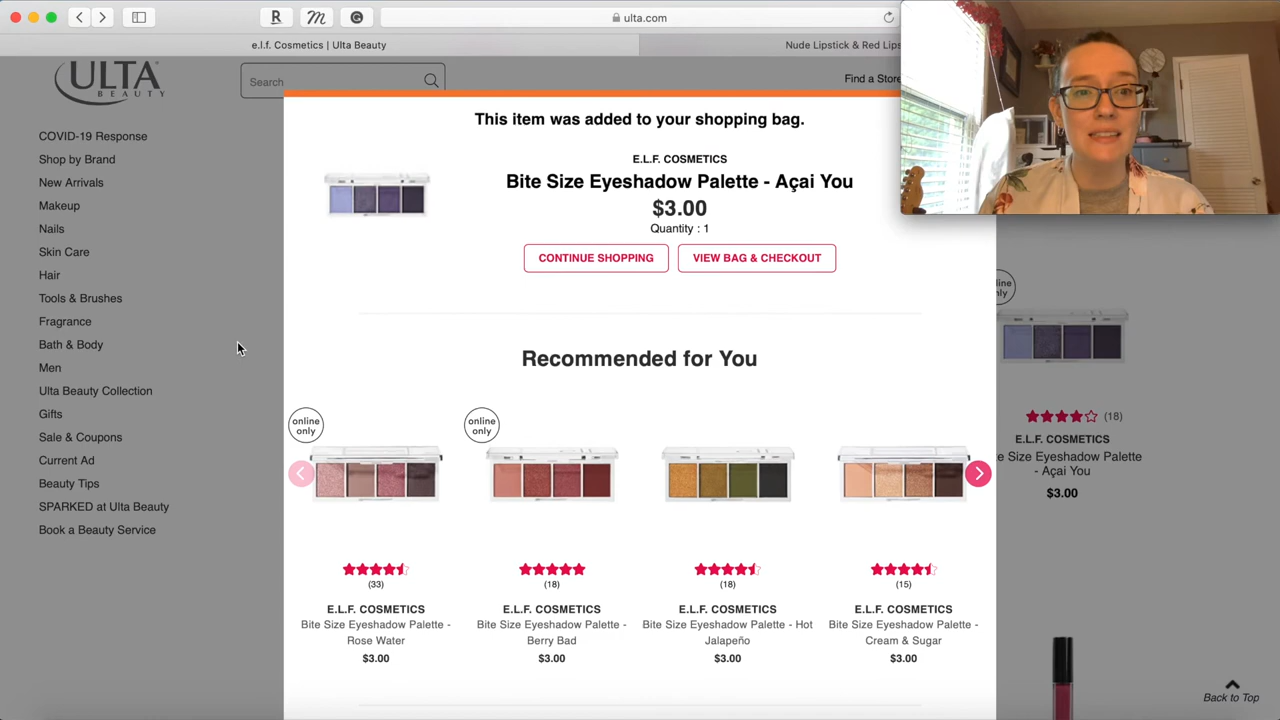 ulta.com
e.l.f. Cosmetics | Ulta Beauty
Nude Lipstick & Red Lips
ULTA
BEAUTY
Search
Find a Store
COVID-19 Response
Shop by Brand
New Arrivals
Makeup
Nails
Skin Care
Hair
Tools & Brushes
Fragrance
Bath & Body
Men
Ulta Beauty Collection
Gifts
Sale & Coupons
Current Ad
Beauty Tips
SPARKED at Ulta Beauty
Book a Beauty Service
This item was added to your shopping bag.
E.L.F. COSMETICS
Bite Size Eyeshadow Palette - Açai You
$3.00
Quantity : 1
CONTINUE SHOPPING
VIEW BAG & CHECKOUT
Recommended for You
online
only
(33)
E.L.F. COSMETICS
Bite Size Eyeshadow Palette -
Rose Water
$3.00
online
only
(18)
E.L.F. COSMETICS
Bite Size Eyeshadow Palette -
Berry Bad
$3.00
(18)
E.L.F. COSMETICS
Bite Size Eyeshadow Palette - Hot
Jalapeño
$3.00
(15)
E.L.F. COSMETICS
Bite Size Eyeshadow Palette -
Cream & Sugar
$3.00
line
nly
(18)
E.L.F. COSMETICS
e Size Eyeshadow Palette
- Açai You
$3.00
Back to Top